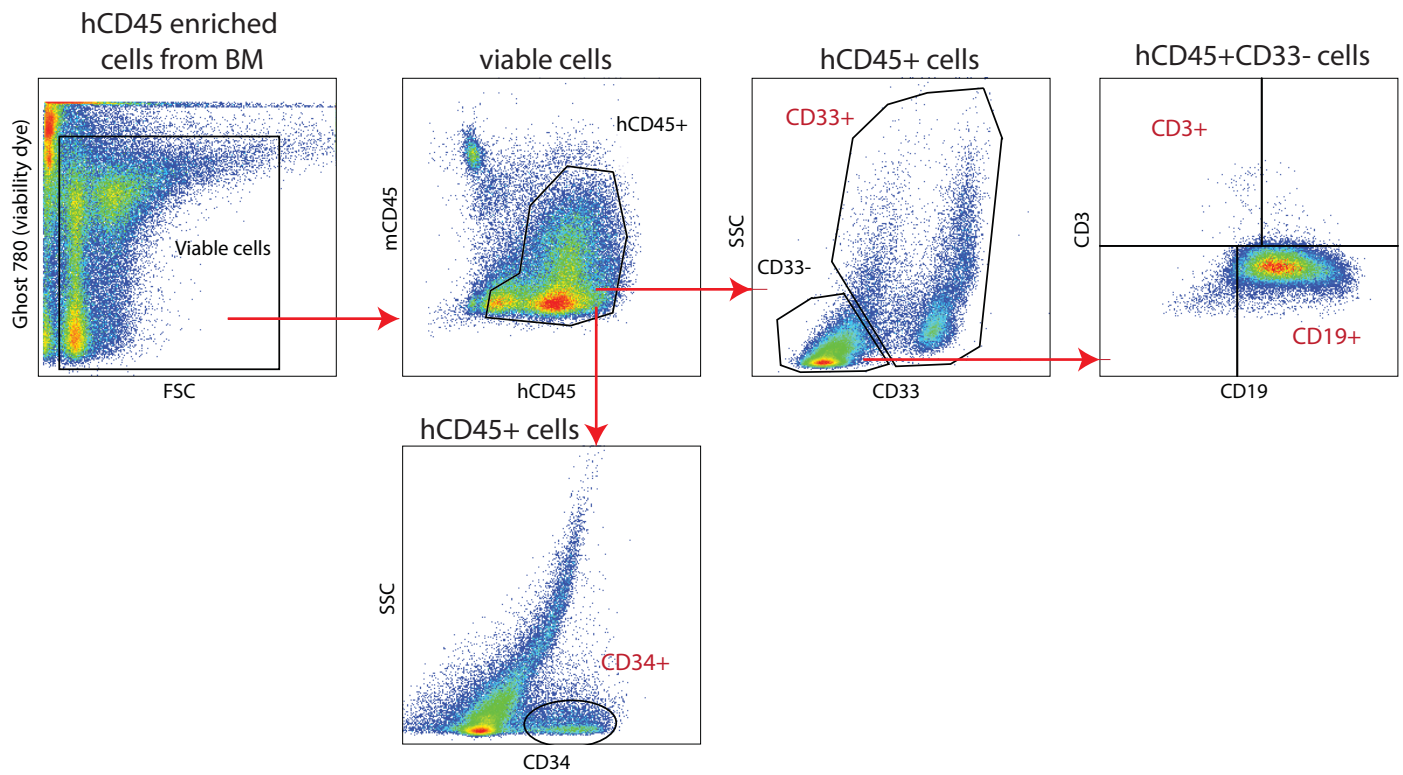 hCD45 enriched
cells from BM
viable cells
hCD45+ cells
hCD45+CD33- cells
Ghost 780 (viability dye)
Viable cells
FSC
mCD45
hCD45+
hCD45
SSC
CD33+
CD33-
CD33
CD3
CD3+
CD19+
CD19
hCD45+ cells
SSC
CD34+
CD34